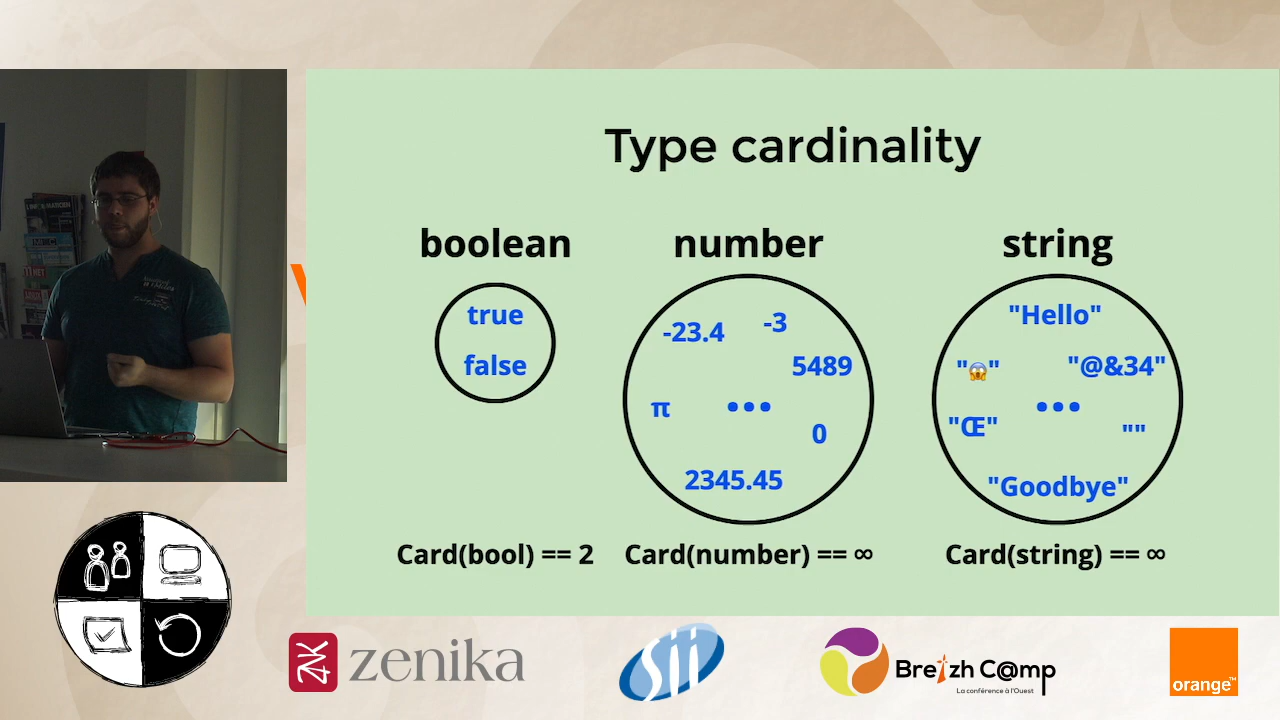 Type cardinality
boolean
true
false
Card(bool) == 2
number
-23.4
-3
5489
π
...
0
2345.45
Card(number) == ∞
string
"Hello"
"😱"
"@&34"
...
"Œ"
""
"Goodbye"
Card(string) == ∞
zenika
sii
Breizh C@mp
La conférence à l'Ouest
orange™